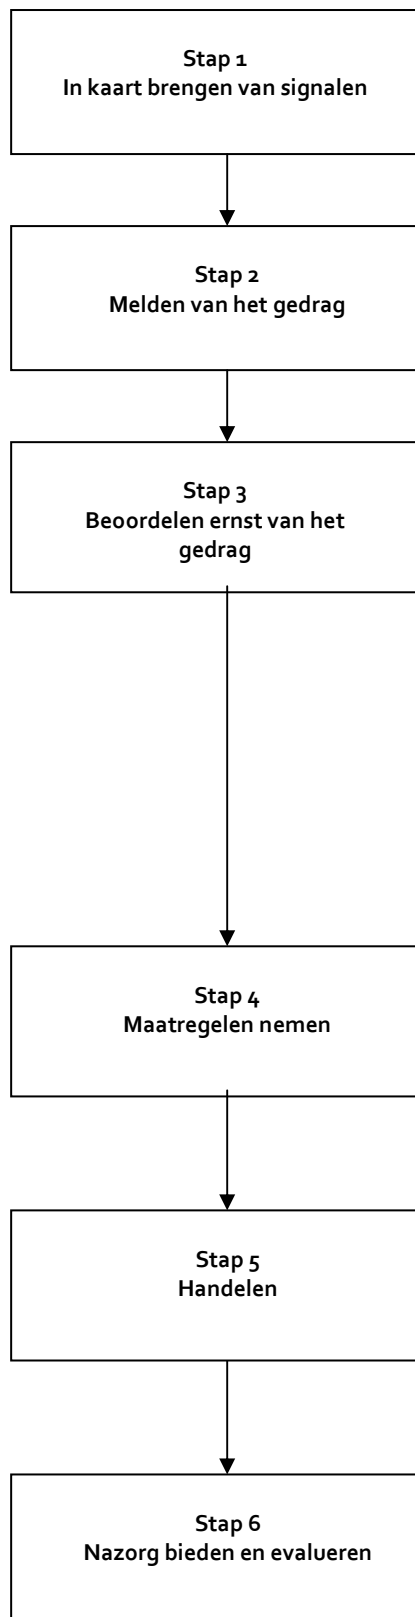 Stap 1
In kaart brengen van signalen
Stap 2
Melden van het gedrag
Stap 3
Beoordelen ernst van het
gedrag
Stap 4
Maatregelen nemen
Stap 5
Handelen
Stap 6
Nazorg bieden en evalueren